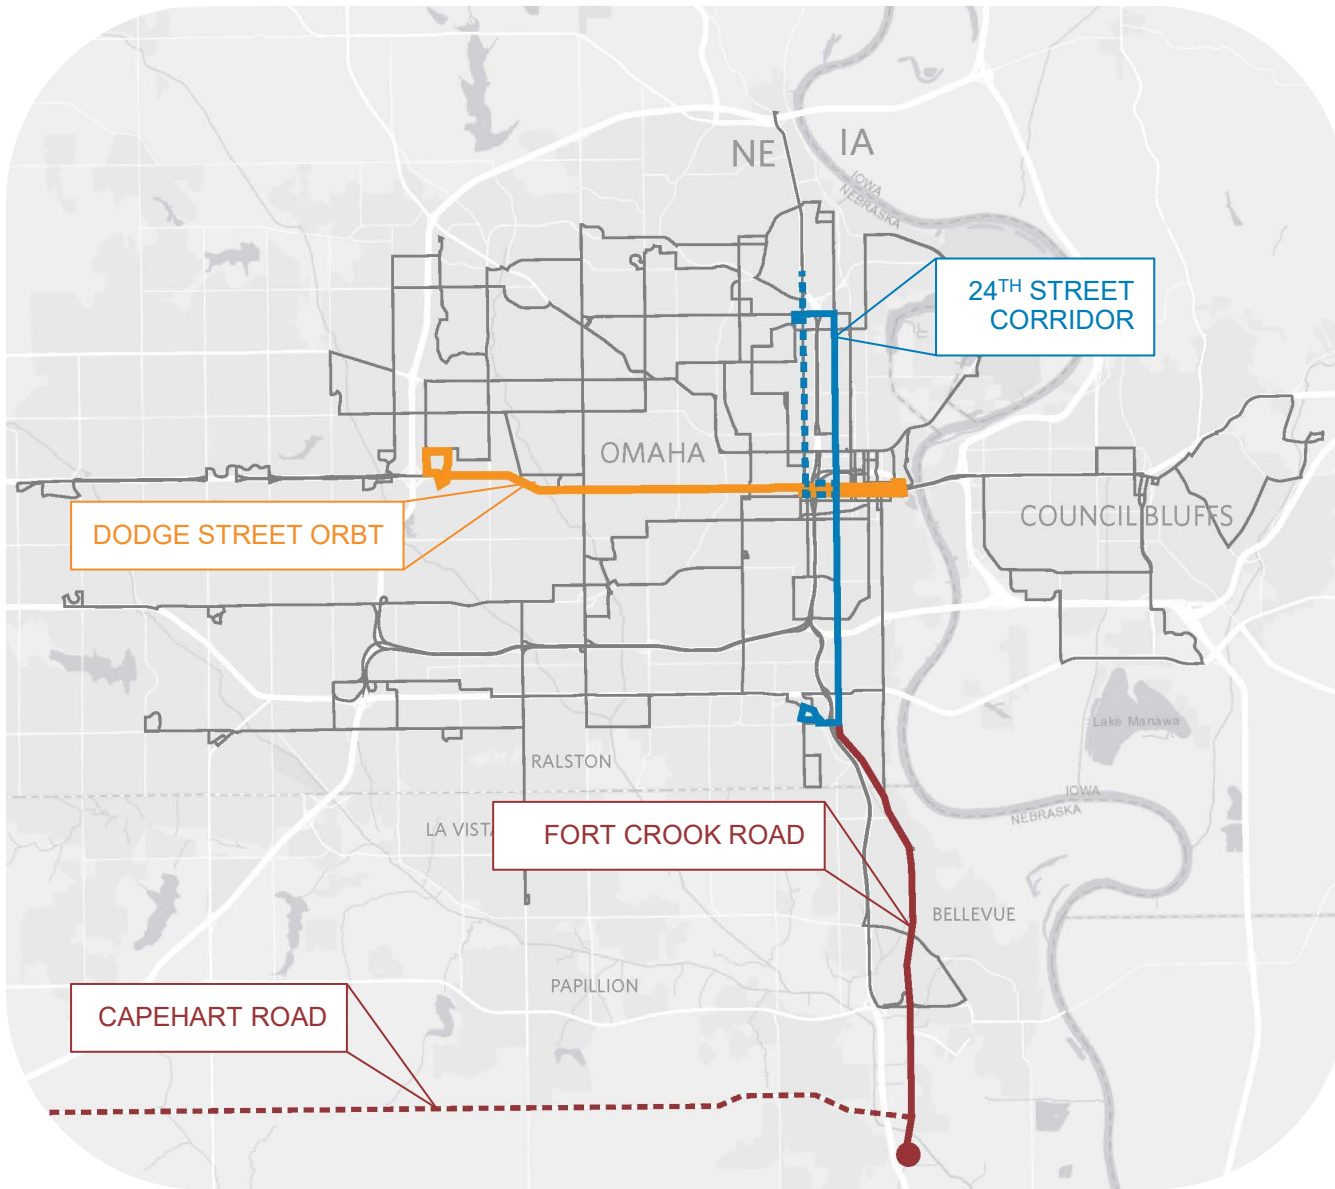 NE
IA
IOWA
NEBRASKA
24TH STREET
CORRIDOR
OMAHA
COUNCIL BLUFFS
DODGE STREET ORBT
Lake Manawa
RALSTON
IOWA
NEBRASKA
LA VISTA
FORT CROOK ROAD
BELLEVUE
PAPILLION
CAPEHART ROAD